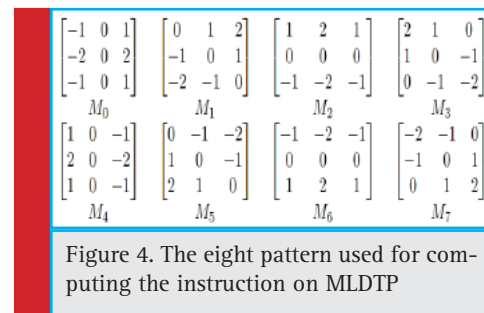 [-1 0 1] [0 1 2] [1 2 1] [2 1 0]
[-2 0 2] [-1 0 1] [0 0 0] [1 0 -1]
[-1 0 1] [-2 -1 0] [-1 -2 -1] [0 -1 -2]
M0 M1 M2 M3
[1 0 -1] [0 -1 -2] [-1 -2 -1] [-2 -1 0]
[2 0 -2] [1 0 -1] [0 0 0] [-1 0 1]
[1 0 -1] [2 1 0] [1 2 1] [0 1 2]
M4 M5 M6 M7
Figure 4. The eight pattern used for com-
puting the instruction on MLDTP